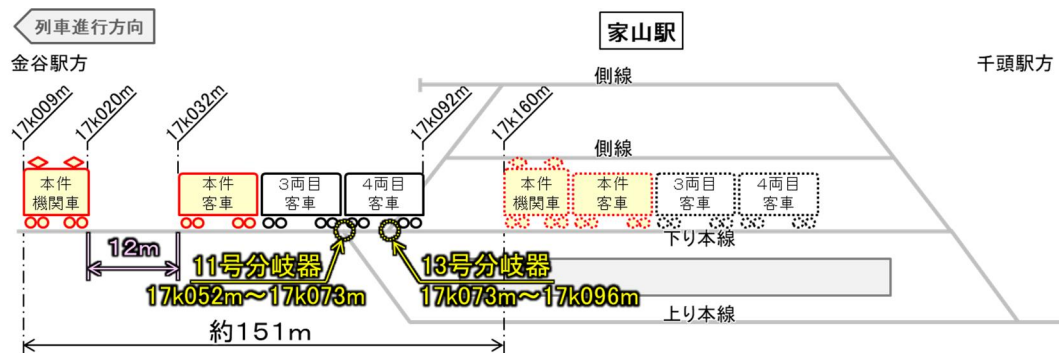 列車進行方向
家山駅
金谷駅方
千頭駅方
側線
17k009m
17k020m
17k032m
17k092m
17k160m
側線
本件
機関車
本件
客車
3両目
客車
4両目
客車
本件
機関車
本件
客車
3両目
客車
4両目
客車
下り本線
12m
11号分岐器
17k052m～17k073m
13号分岐器
17k073m～17k096m
上り本線
約151m